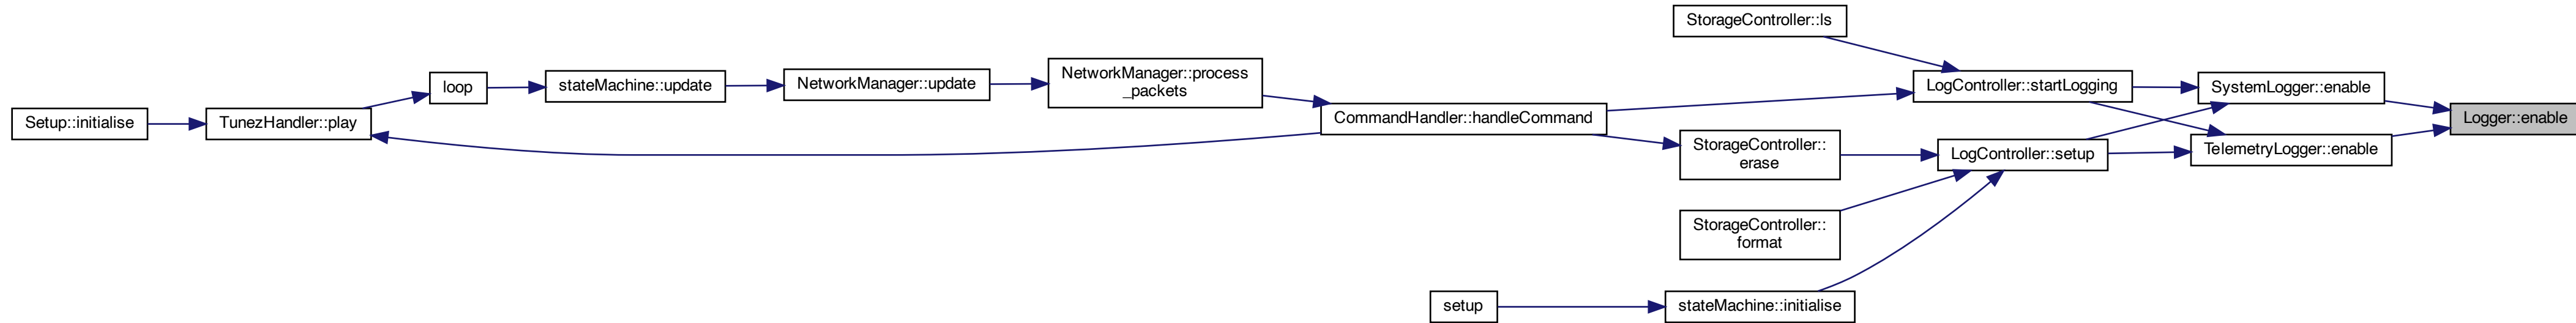 Setup::initialise
TunezHandler::play
loop
stateMachine::update
NetworkManager::update
NetworkManager::process
_packets
CommandHandler::handleCommand
StorageController::ls
LogController::startLogging
StorageController::
erase
LogController::setup
StorageController::
format
setup
stateMachine::initialise
SystemLogger::enable
TelemetryLogger::enable
Logger::enable